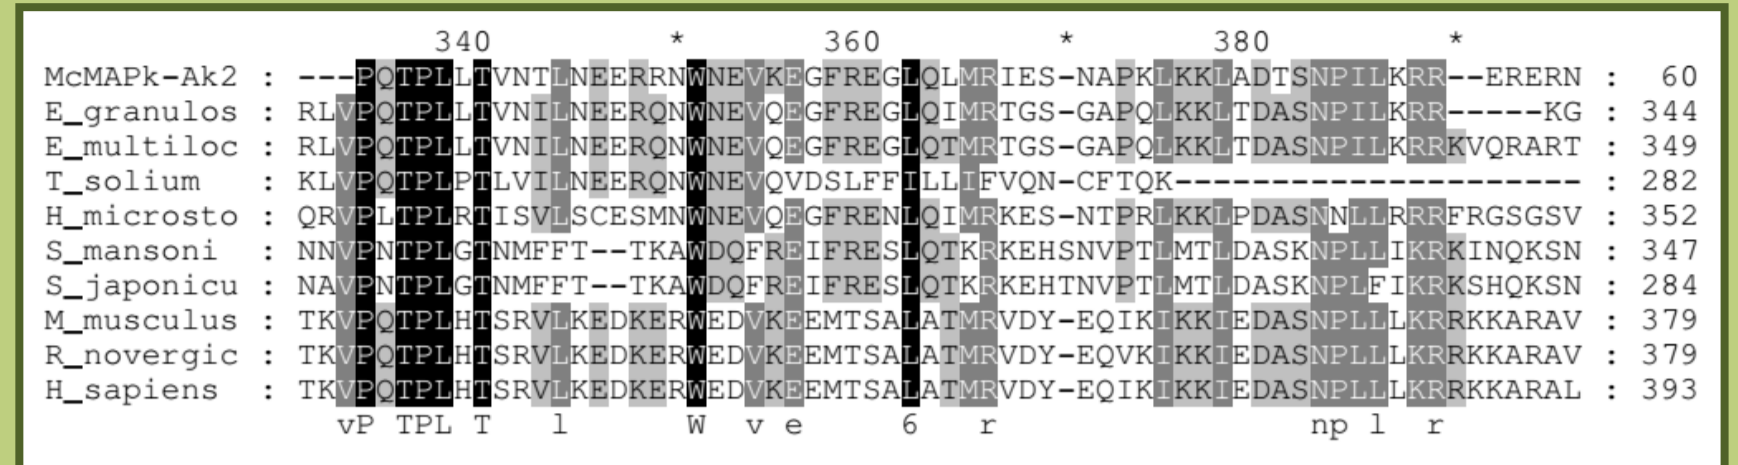 340 * 360 * 380 *
McMAPk-Ak2 : ---PQTPLLTVNTLNEERRNWNEVKEGFREGLQLMRIES-NAPKLKKLADTSNPILKRR--ERERN : 60
E_granulos : RLVPQTPLLTVNILNEERQNWNEVQEGFREGLQIMRTGS-GAPQLKKLTDASNPILKRR-----KG : 344
E_multiloc : RLVPQTPLLTVNILNEERQNWNEVQEGFREGLQTMRTGS-GAPQLKKLTDASNPILKRRKVQRART : 349
T_solium : KLVPQTPLPTLVILNEERQNWNEVQVDSLFFILLIFVQN-CFTQK--------------------- : 282
H_microsto : QRVPLTPLRTISVLSCESMNWNEVQEGFRENLQIMRKES-NTPRLKKLPDASNNLLRRRFRGSGSV : 352
S_mansoni : NNVPNTPLGTNMFFT--TKAWDQFREIFRESLQTKRKEHSNVPTLMTLDASKNPLLIKRKINQKSN : 347
S_japonicu : NAVPNTPLGTNMFFT--TKAWDQFREIFRESLQTKRKEHTNVPTLMTLDASKNPLFIKRKSHQKSN : 284
M_musculus : TKVPQTPLHTSRVLKEDKERWEDVKEEMTSALATMRVDY-EQIKIKKIEDASNPLLLKRRKKARAV : 379
R_novergic : TKVPQTPLHTSRVLKEDKERWEDVKEEMTSALATMRVDY-EQVKIKKIEDASNPLLLKRRKKARAV : 379
H_sapiens : TKVPQTPLHTSRVLKEDKERWEDVKEEMTSALATMRVDY-EQIKIKKIEDASNPLLLKRRKKARAL : 393
vP TPL T l W v e 6 r np l r